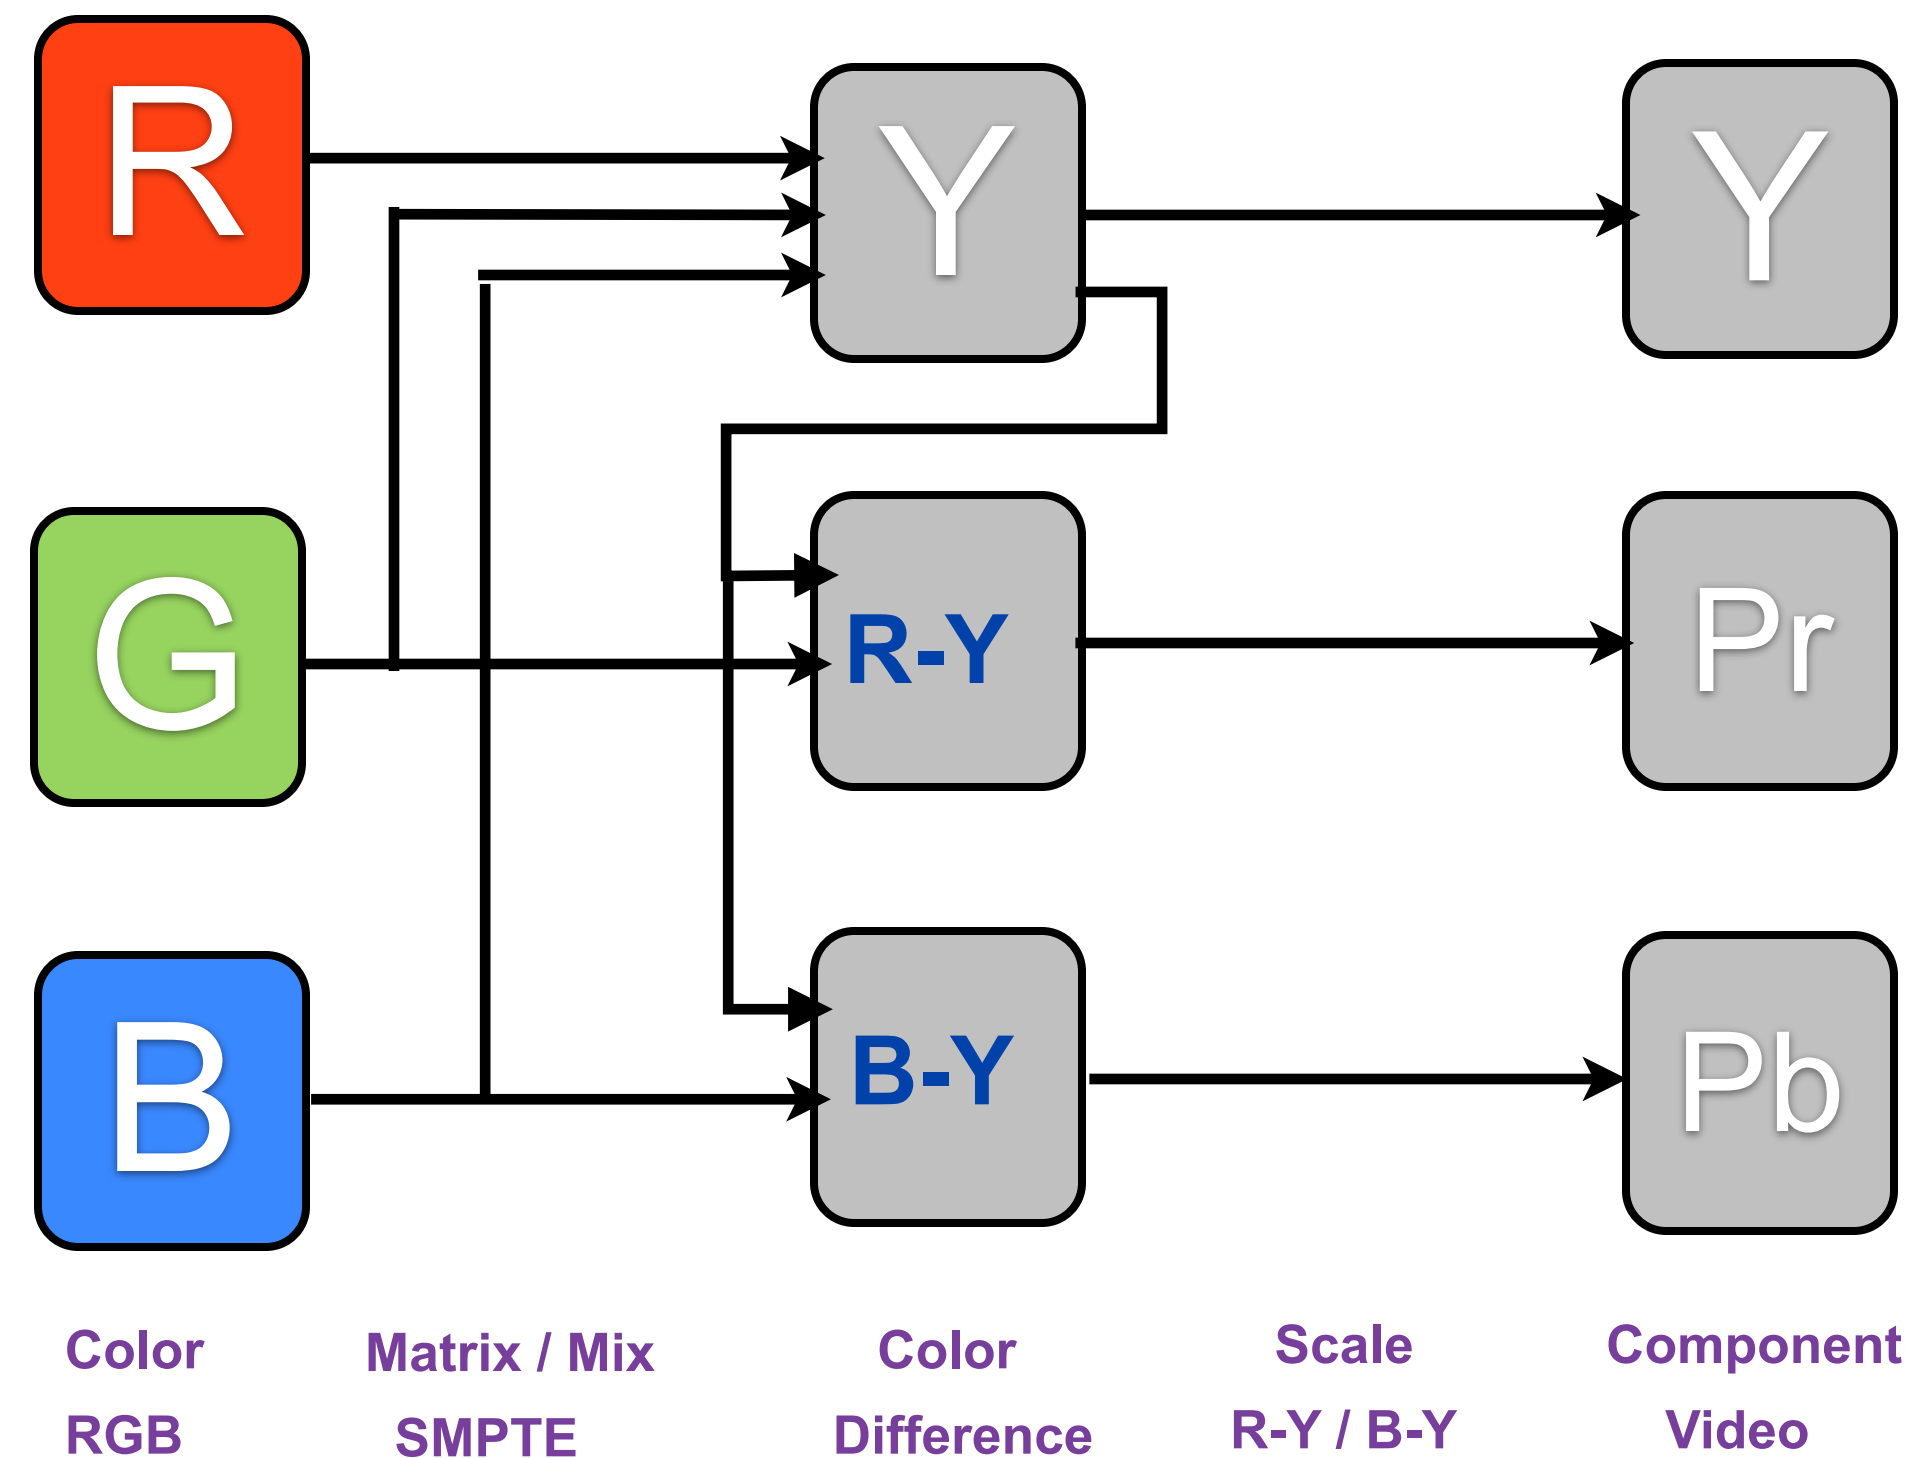 R
Y
Y
G
R-Y
Pr
B
B-Y
Pb
Color
RGB
Matrix / Mix
SMPTE
Color
Difference
Scale
R-Y / B-Y
Component
Video